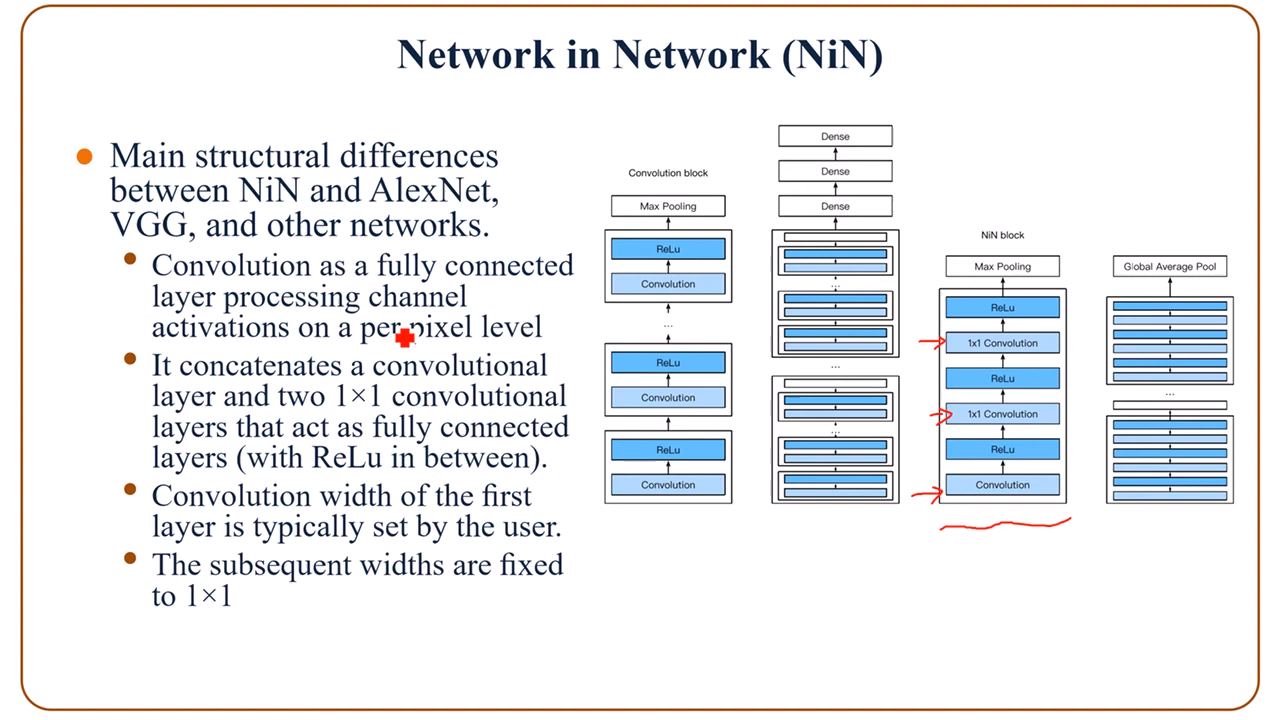 Network in Network (NiN)
Main structural differences
between NiN and AlexNet,
VGG, and other networks.
Convolution as a fully connected
layer processing channel
activations on a per pixel level
It concatenates a convolutional
layer and two 1×1 convolutional
layers that act as fully connected
layers (with ReLu in between).
Convolution width of the first
layer is typically set by the user.
The subsequent widths are fixed
to 1×1
Convolution block
Max Pooling
ReLu
Convolution
...
ReLu
Convolution
ReLu
Convolution
Dense
Dense
Dense
...
...
...
NiN block
Max Pooling
ReLu
1x1 Convolution
ReLu
1x1 Convolution
ReLu
Convolution
Global Average Pool
...